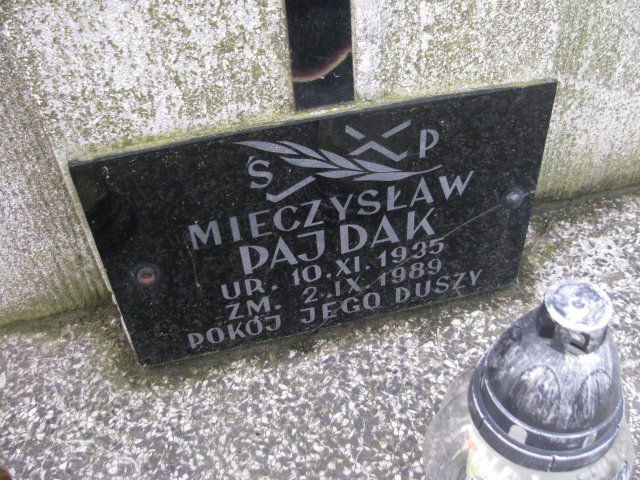 Ś P
MIECZYSŁAW
PAJDAK
UR. 10.XI.1935
ZM. 2.IX.1989
POKÓJ JEGO DUSZY